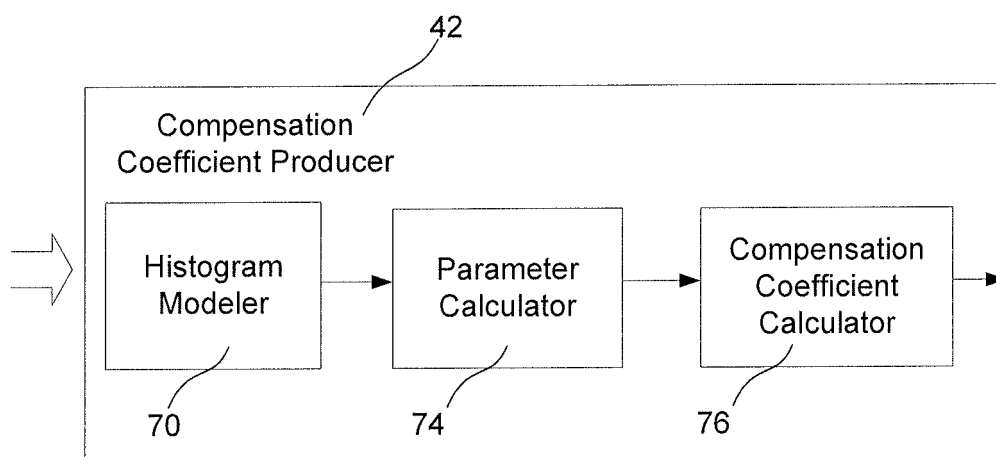 42
Compensation
Coefficient Producer
Histogram
Modeler
Parameter
Calculator
Compensation
Coefficient
Calculator
70
74
76